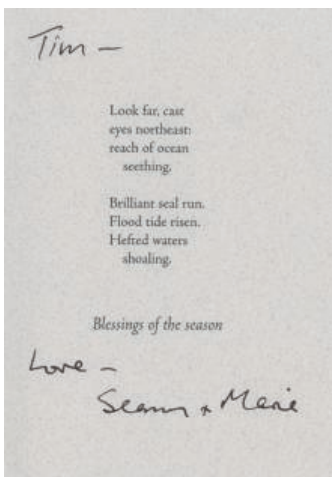 Tim —
Look far, cast
eyes northeast:
reach of ocean
seething.
Brilliant seal run.
Flood tide risen.
Hefted waters
shoaling.
Blessings of the season
Love —
Seamus + Marie